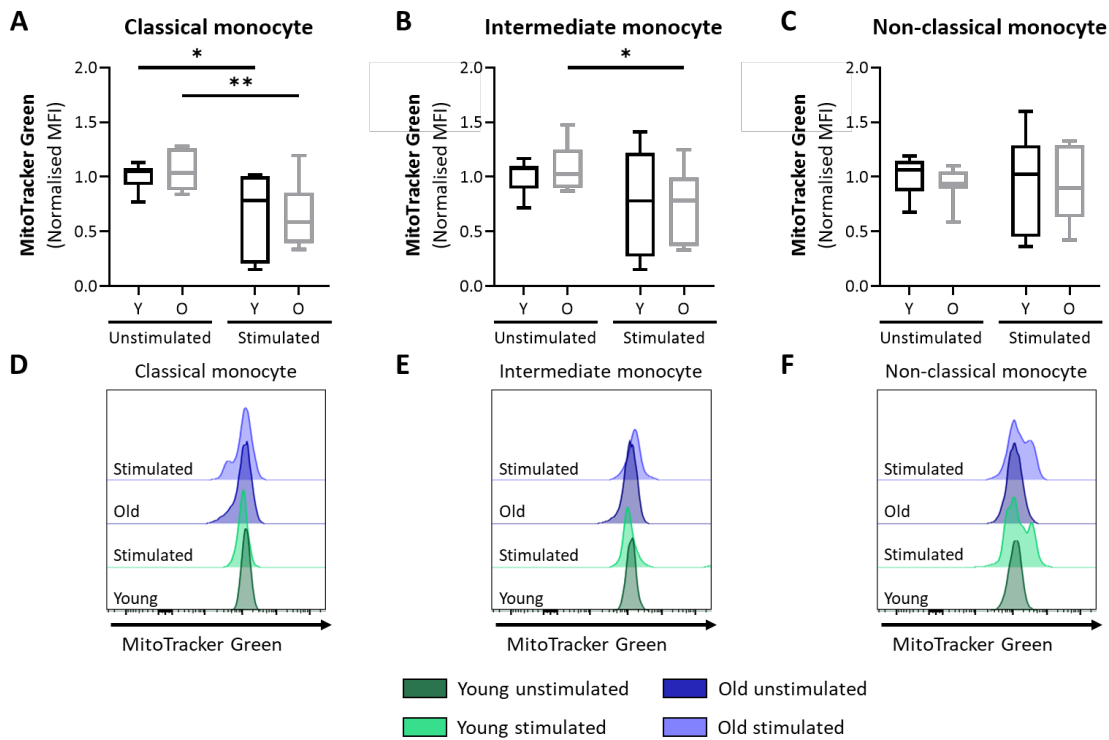 A
Classical monocyte
B
Intermediate monocyte
C
Non-classical monocyte
MitoTracker Green
(Normalised MFI)
2.0
1.5
1.0
0.5
0.0
*
**
Y
O
Y
O
Unstimulated
Stimulated
MitoTracker Green
(Normalised MFI)
2.0
1.5
1.0
0.5
0.0
*
Y
O
Y
O
Unstimulated
Stimulated
MitoTracker Green
(Normalised MFI)
2.0
1.5
1.0
0.5
0.0
Y
O
Y
O
Unstimulated
Stimulated
D
Classical monocyte
Stimulated
Old
Stimulated
Young
MitoTracker Green
E
Intermediate monocyte
Stimulated
Old
Stimulated
Young
MitoTracker Green
F
Non-classical monocyte
Stimulated
Old
Stimulated
Young
MitoTracker Green
Young unstimulated
Old unstimulated
Young stimulated
Old stimulated